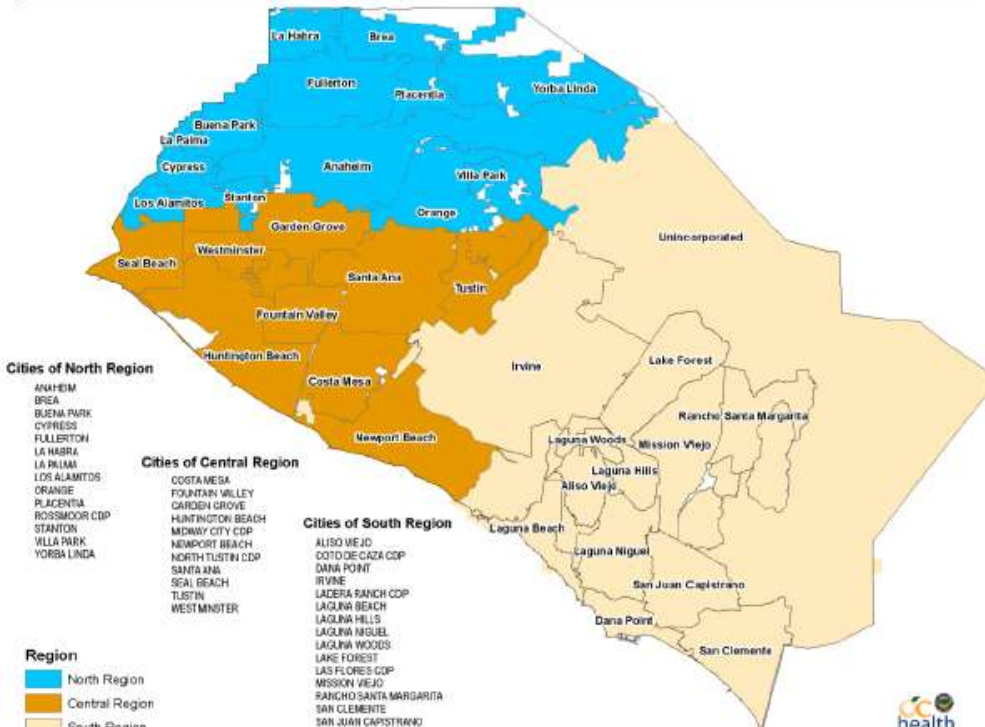 La Habra
Brea
Fullerton
Placentia
Yorba Linda
Buena Park
La Palma
Cypress
Anaheim
Villa Park
Los Alamitos
Stanton
Orange
Garden Grove
Unincorporated
Westminster
Seal Beach
Santa Ana
Tustin
Fountain Valley
Huntington Beach
Irvine
Lake Forest
Costa Mesa
Rancho Santa Margarita
Newport Beach
Laguna Woods
Mission Viejo
Laguna Hills
Aliso Viejo
Laguna Beach
Laguna Niguel
San Juan Capistrano
Dana Point
San Clemente
Cities of North Region
ANAHEIM
BREA
BUENA PARK
CYPRESS
FULLERTON
LA HABRA
LA PALMA
LOS ALAMITOS
ORANGE
PLACENTIA
ROSSMOOR CDP
STANTON
VILLA PARK
YORBA LINDA
Cities of Central Region
COSTA MESA
FOUNTAIN VALLEY
GARDEN GROVE
HUNTINGTON BEACH
MIDWAY CITY CDP
NEWPORT BEACH
NORTH TUSTIN CDP
SANTA ANA
SEAL BEACH
TUSTIN
WESTMINSTER
Cities of South Region
ALISO VIEJO
COTO DE CAZA CDP
DANA POINT
IRVINE
LADERA RANCH CDP
LAGUNA BEACH
LAGUNA HILLS
LAGUNA NIGUEL
LAGUNA WOODS
LAKE FOREST
LAS FLORES CDP
MISSION VIEJO
RANCHO SANTA MARGARITA
SAN CLEMENTE
SAN JUAN CAPISTRANO
Region
North Region
Central Region
South Region
OC
health